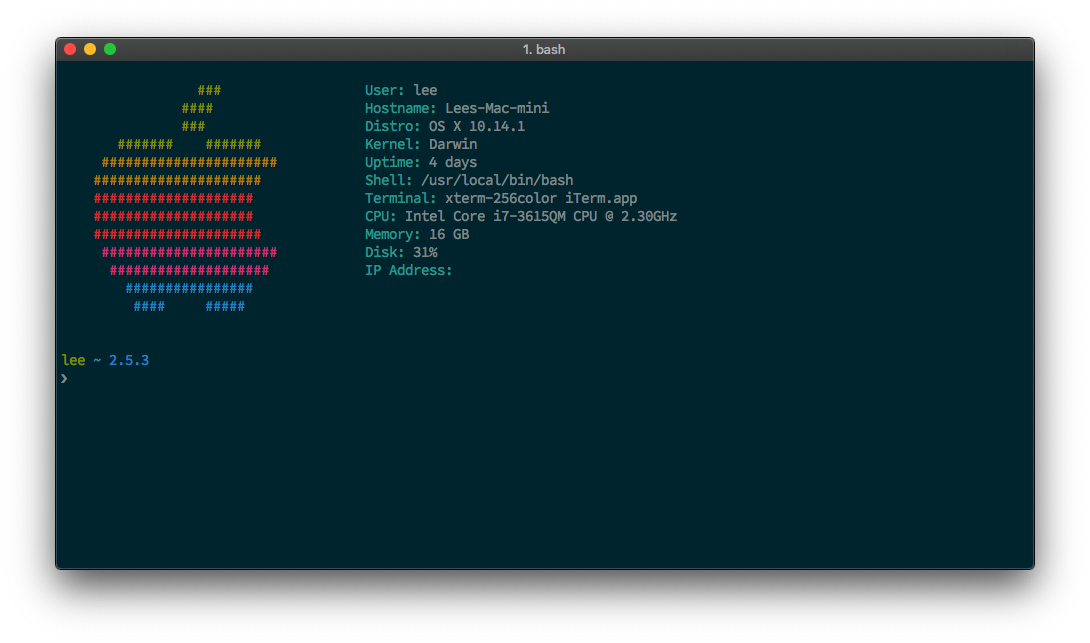 1. bash
### User: lee
#### Hostname: Lees-Mac-mini
### Distro: OS X 10.14.1
####### ####### Kernel: Darwin
###################### Uptime: 4 days
##################### Shell: /usr/local/bin/bash
#################### Terminal: xterm-256color iTerm.app
#################### CPU: Intel Core i7-3615QM CPU @ 2.30GHz
##################### Memory: 16 GB
###################### Disk: 31%
#################### IP Address:
################
#### #####
lee ~ 2.5.3
❯